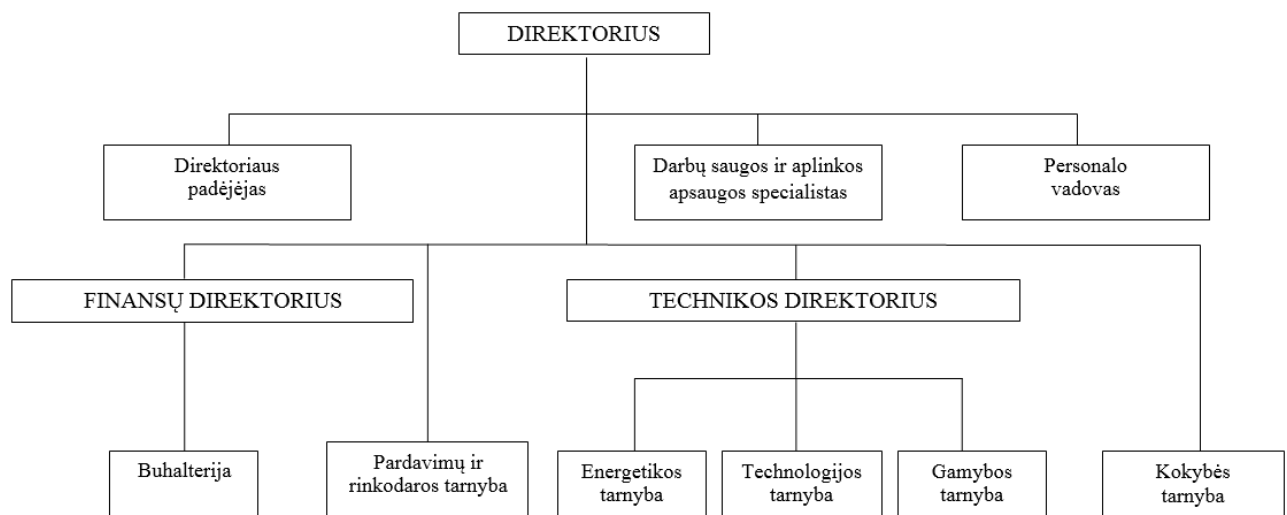 DIREKTORIUS
Direktoriaus
padėjėjas
Darbų saugos ir aplinkos
apsaugos specialistas
Personalo
vadovas
FINANSŲ DIREKTORIUS
TECHNIKOS DIREKTORIUS
Buhalterija
Pardavimų ir
rinkodaros tarnyba
Energetikos
tarnyba
Technologijos
tarnyba
Gamybos
tarnyba
Kokybės
tarnyba